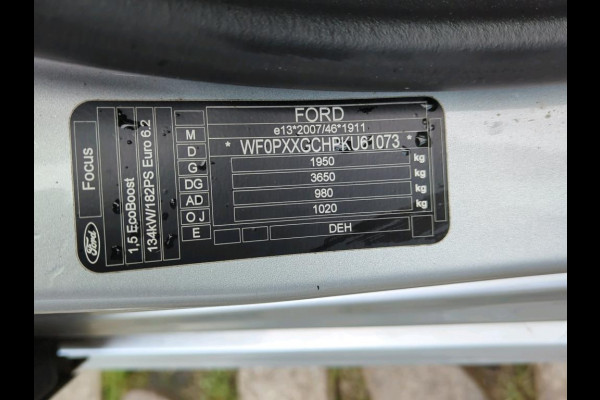 FORD
e13*2007/46*1911
* WF0PXXGCHPKU61073 *
1950 kg
3650 kg
980 kg
1020 kg
DEH
M
D
G
DG
AD
O J
E
Focus
1,5 EcoBoost
134kW/182PS Euro 6.2
Ford